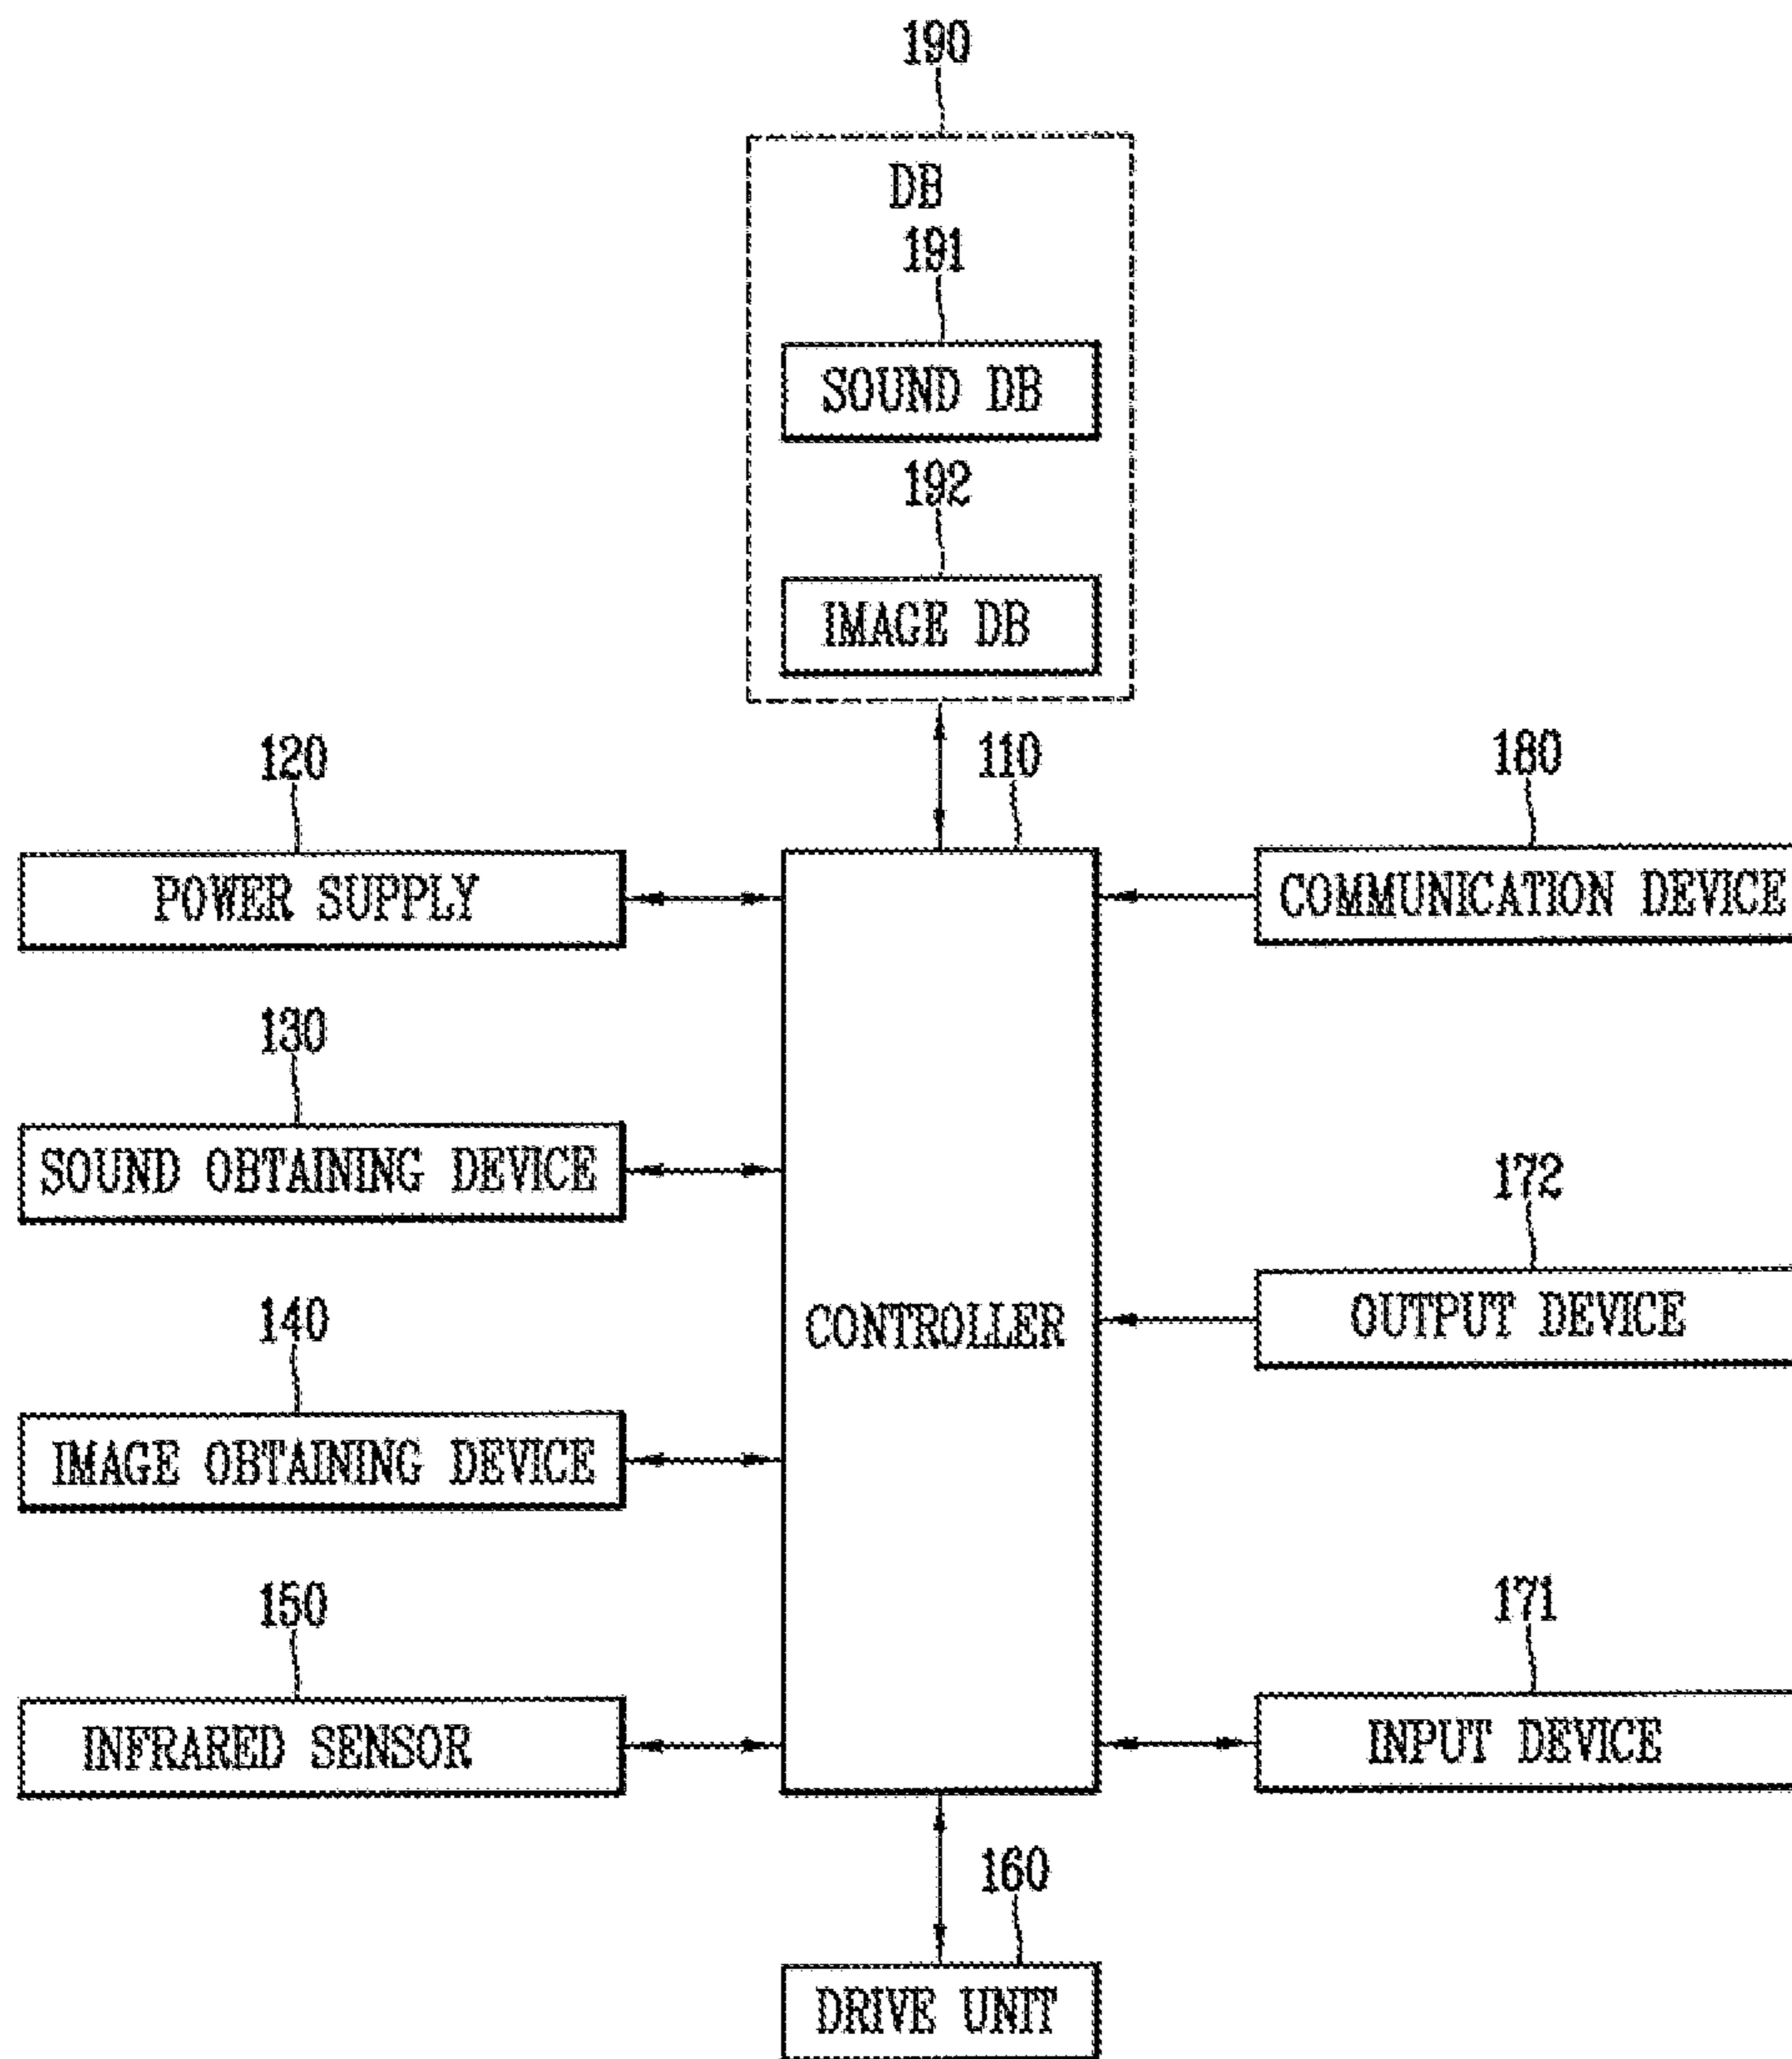 190
DB
191
SOUND DB
192
IMAGE DB
120
110
180
POWER SUPPLY
COMMUNICATION DEVICE
130
SOUND OBTAINING DEVICE
172
CONTROLLER
OUTPUT DEVICE
140
IMAGE OBTAINING DEVICE
150
171
INFRARED SENSOR
INPUT DEVICE
160
DRIVE UNIT